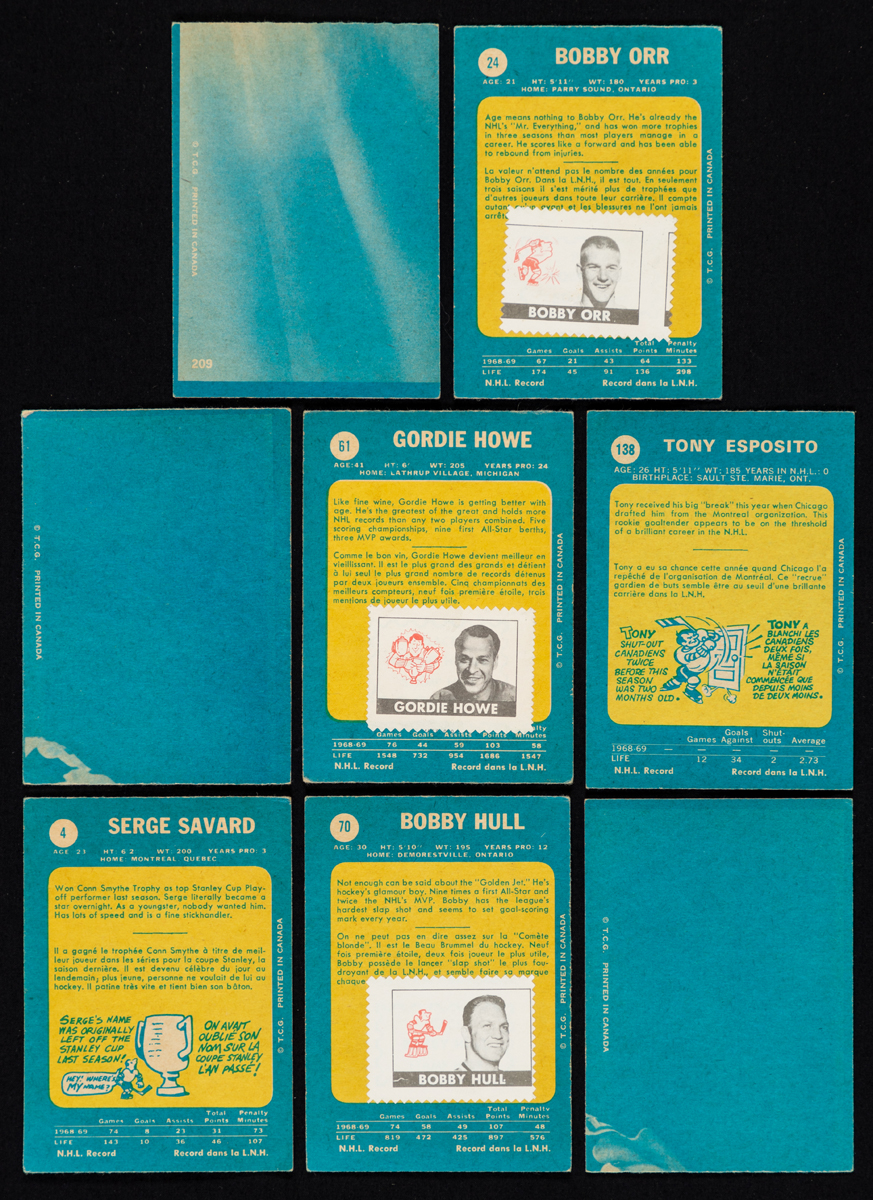 © T.C.G. PRINTED IN CANADA
209
24
BOBBY ORR
AGE: 21 HT: 5'11" WT: 180 YEARS PRO: 3
HOME: PARRY SOUND, ONTARIO
Age means nothing to Bobby Orr. He's already the
NHL's "Mr. Everything," and has won more trophies
in three seasons than most players manage in a
career. He scores like a forward and has been able
to rebound from injuries.
La valeur n'attend pas le nombre des années pour
Bobby Orr. Dans la L.N.H., il est tout. En seulement
trois saisons il s'est mérité plus de trophées que
d'autres joueurs dans toute leur carrière. Il compte
et les blessures ne l'ont jamais
BOBBY ORR
Games Goals Assists Total Points Penalty Minutes
1968-69 67 21 43 64 133
LIFE 174 45 91 136 298
N.H.L. Record Record dans la L.N.H.
© T.C.G. PRINTED IN CANADA
© T.C.G. PRINTED IN CANADA
61
GORDIE HOWE
AGE: 41 HT: 6' WT: 205 YEARS PRO: 24
HOME: LATHRUP VILLAGE, MICHIGAN
Like fine wine, Gordie Howe is getting better with
age. He's the greatest of the great and holds more
NHL records than any two players combined. Five
scoring championships, nine first All-Star berths,
three MVP awards.
Comme le bon vin, Gordie Howe devient meilleur en
vieillissant. Il est le plus grand des grands et détient
à lui seul le plus grand nombre de records détenus
par deux joueurs ensemble. Cinq championnats des
meilleurs compteurs, neuf fois première étoile, trois
mentions de joueur le plus utile.
GORDIE HOWE
Games Goals Assists Points Minutes
1968-69 76 44 59 103 58
LIFE 1548 732 954 1686 1547
N.H.L. Record Record dans la L.N.H.
© T.C.G. PRINTED IN CANADA
138
TONY ESPOSITO
AGE: 26 HT: 5'11" WT: 185 YEARS IN N.H.L.: 0
BIRTHPLACE: SAULT STE. MARIE, ONT.
Tony received his big "break" this year when Chicago
drafted him from the Montreal organization. This
rookie goaltender appears to be on the threshold
of a brilliant career in the N.H.L.
Tony a eu sa chance cette année quand Chicago l'a
repêché de l'organisation de Montréal. Ce "recrue"
gardien de buts semble être au seuil d'une brillante
carrière dans la L.N.H.
TONY
SHUT-OUT
CANADIENS
TWICE
BEFORE THIS
SEASON
WAS TWO
MONTHS OLD.
TONY A
BLANCHI LES
CANADIENS
DEUX FOIS,
MÊME SI
LA SAISON
N'ÉTAIT
COMMENCÉE QUE
DEPUIS MOINS
DE DEUX MOINS.
Games Goals Against Shut-outs Average
1968-69 — — — —
LIFE 12 34 2 2.73
N.H.L. Record Record dans la L.N.H.
© T.C.G. PRINTED IN CANADA
4
SERGE SAVARD
AGE 23 HT: 6 2 WT: 200 YEARS PRO: 3
HOME: MONTREAL QUEBEC
Won Conn Smythe Trophy as top Stanley Cup Play-
off performer last season. Serge literally became a
star overnight. As a youngster, nobody wanted him.
Has lots of speed and is a fine stickhandler.
Il a gagné le trophée Conn Smythe à titre de meil-
leur joueur dans les séries pour la coupe Stanley, la
saison dernière. Il est devenu célèbre du jour au
lendemain; plus jeune, personne ne voulait de lui au
hockey. Il patine très vite et tient bien son bâton.
SERGE'S NAME
WAS ORIGINALLY
LEFT OFF THE
STANLEY CUP
LAST SEASON!
HEY! WHERE'S
MY NAME?
ON AVAIT
OUBLIÉ SON
NOM SUR LA
COUPE STANLEY
L'AN PASSÉ!
Games Goals Assists Total Points Penalty Minutes
1968-69 74 8 23 31 73
LIFE 143 10 36 46 107
N.H.L. Record Record dans la L.N.H.
© T.C.G. PRINTED IN CANADA
70
BOBBY HULL
AGE: 30 HT: 5'10" WT: 195 YEARS PRO: 12
HOME: DEMORESTVILLE, ONTARIO
Not enough can be said about the "Golden Jet." He's
hockey's glamour boy. Nine times a first All-Star and
twice the NHL's MVP. Bobby has the league's
hardest slap shot and seems to set goal-scoring
mark every year.
On ne peut pas en dire assez sur la "Comète
blonde". Il est le Beau Brummel du hockey. Neuf
fois première étoile, deux fois joueur le plus utile,
Bobby possède le lancer "slap shot" le plus fou-
droyant de la L.N.H., et semble faire sa marque
chaque
BOBBY HULL
Games Goals Assists Total Points Penalty Minutes
1968-69 74 58 49 107 48
LIFE 819 472 425 897 576
N.H.L. Record Record dans la L.N.H.
© T.C.G. PRINTED IN CANADA
© T.C.G. PRINTED IN CANADA